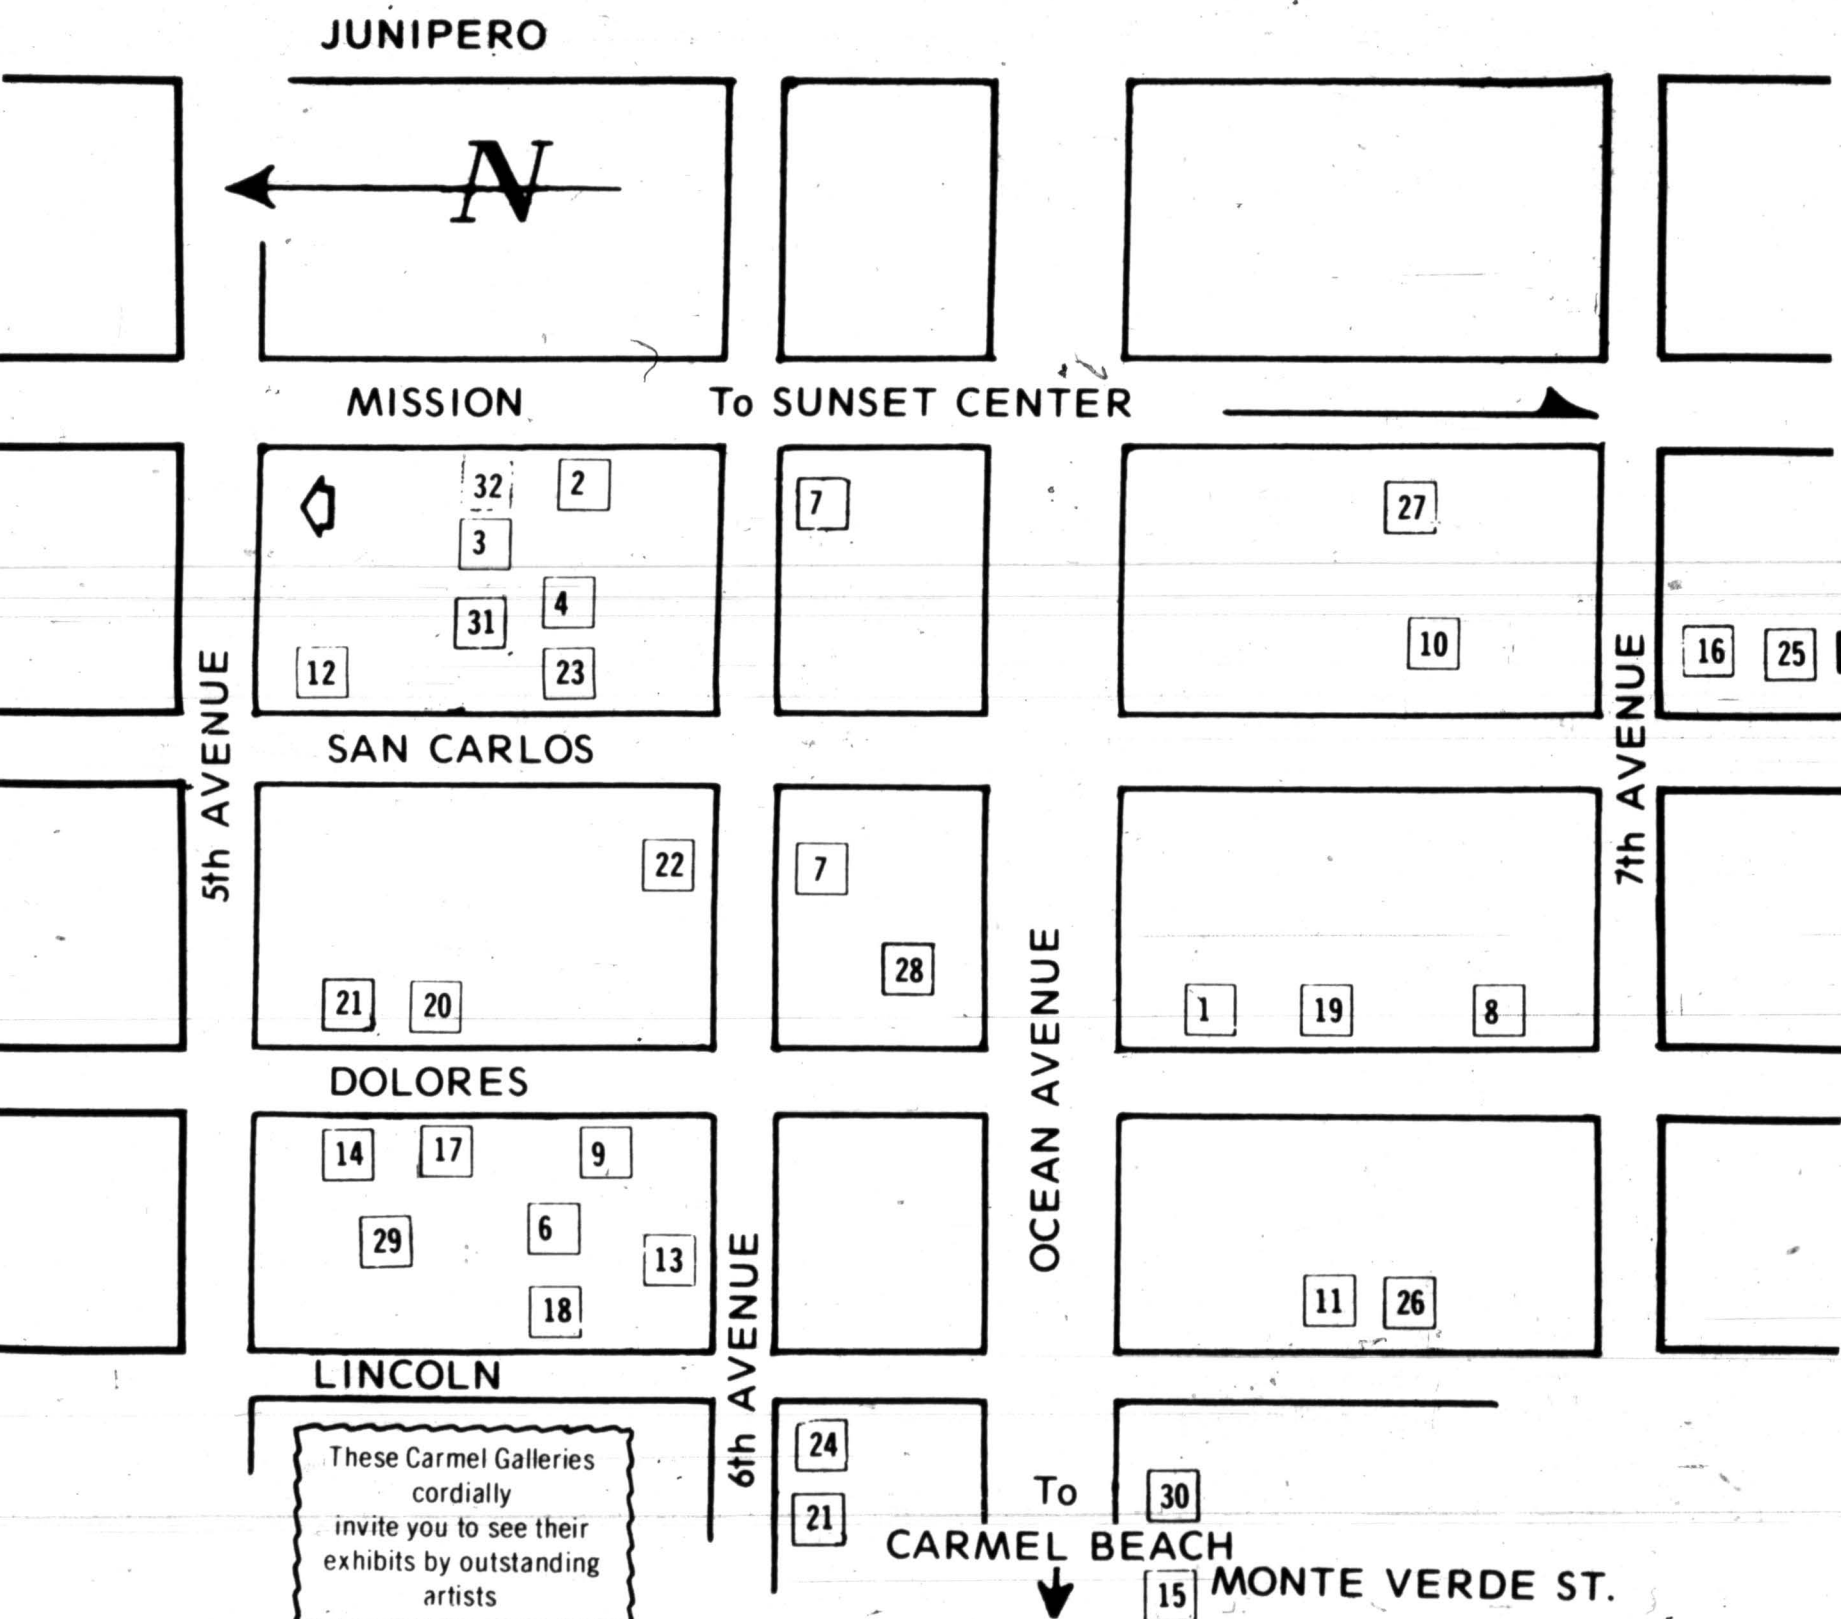 JUNIPERO
N
MISSION To SUNSET CENTER
32 2 7 27
3
4
31
10
16 25
12 23
5th AVENUE
7th AVENUE
SAN CARLOS
22 7
28
21 20 1 19 8
OCEAN AVENUE
DOLORES
14 17 9
6
29
13
18 11 26
6th AVENUE
LINCOLN
24
These Carmel Galleries
cordially
invite you to see their
exhibits by outstanding
artists
21
To
CARMEL BEACH
30
15 MONTE VERDE ST.